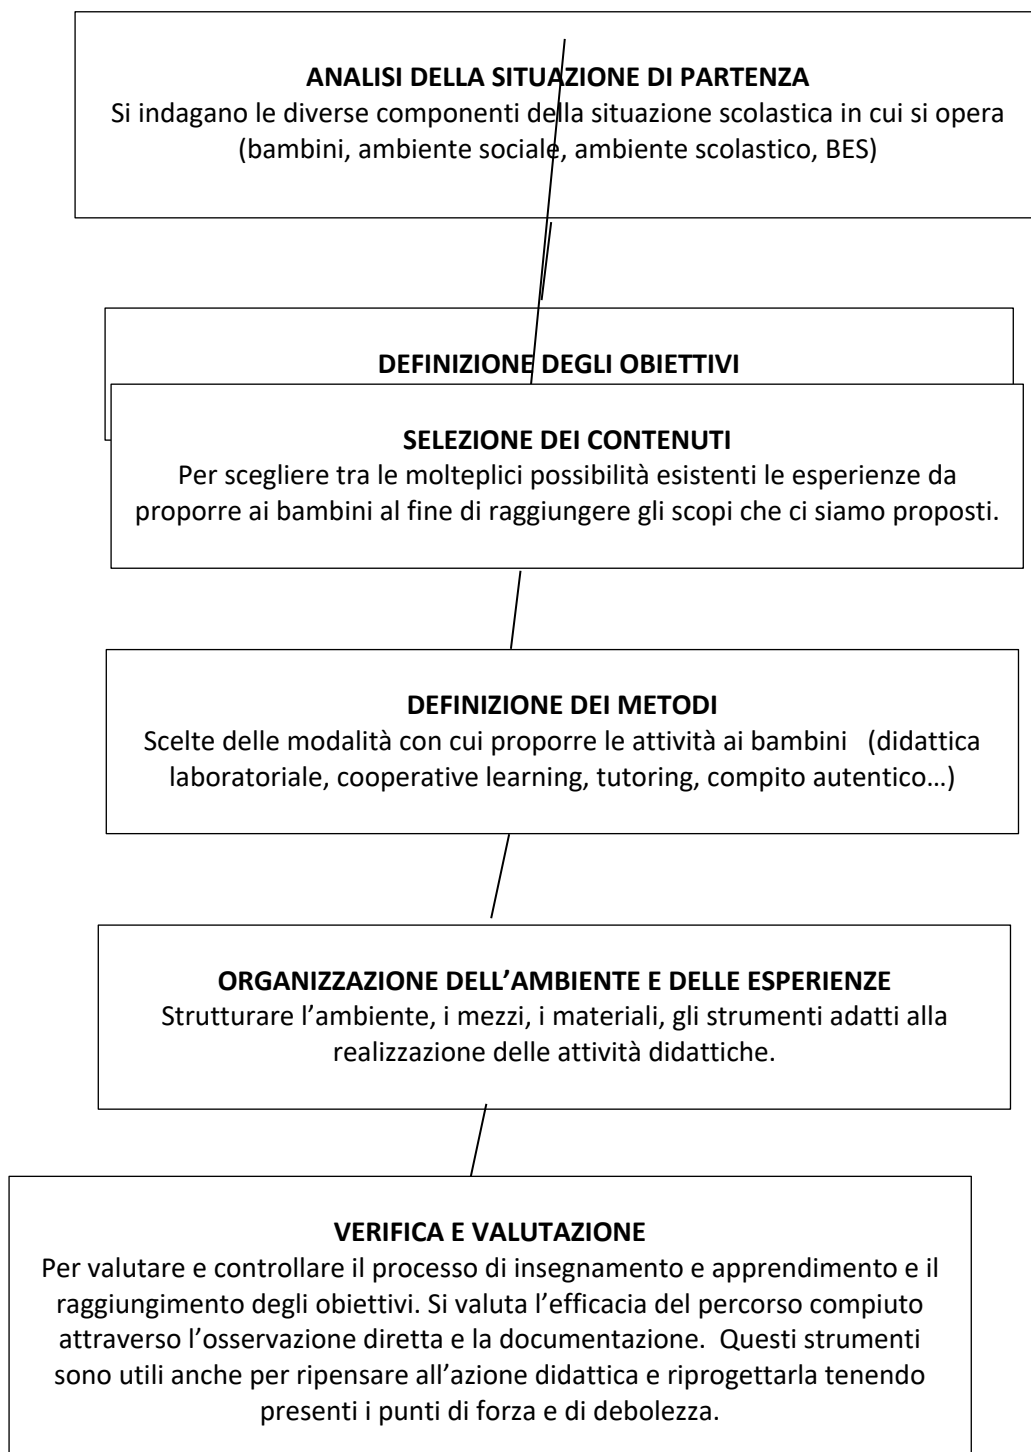 ANALISI DELLA SITUAZIONE DI PARTENZA
Si indagano le diverse componenti della situazione scolastica in cui si opera
(bambini, ambiente sociale, ambiente scolastico, BES)
DEFINIZIONE DEGLI OBIETTIVI
SELEZIONE DEI CONTENUTI
Per scegliere tra le molteplici possibilità esistenti le esperienze da
proporre ai bambini al fine di raggiungere gli scopi che ci siamo proposti.
DEFINIZIONE DEI METODI
Scelte delle modalità con cui proporre le attività ai bambini (didattica
laboratoriale, cooperative learning, tutoring, compito autentico…)
ORGANIZZAZIONE DELL’AMBIENTE E DELLE ESPERIENZE
Strutturare l’ambiente, i mezzi, i materiali, gli strumenti adatti alla
realizzazione delle attività didattiche.
VERIFICA E VALUTAZIONE
Per valutare e controllare il processo di insegnamento e apprendimento e il
raggiungimento degli obiettivi. Si valuta l’efficacia del percorso compiuto
attraverso l’osservazione diretta e la documentazione. Questi strumenti
sono utili anche per ripensare all’azione didattica e riprogettarla tenendo
presenti i punti di forza e di debolezza.